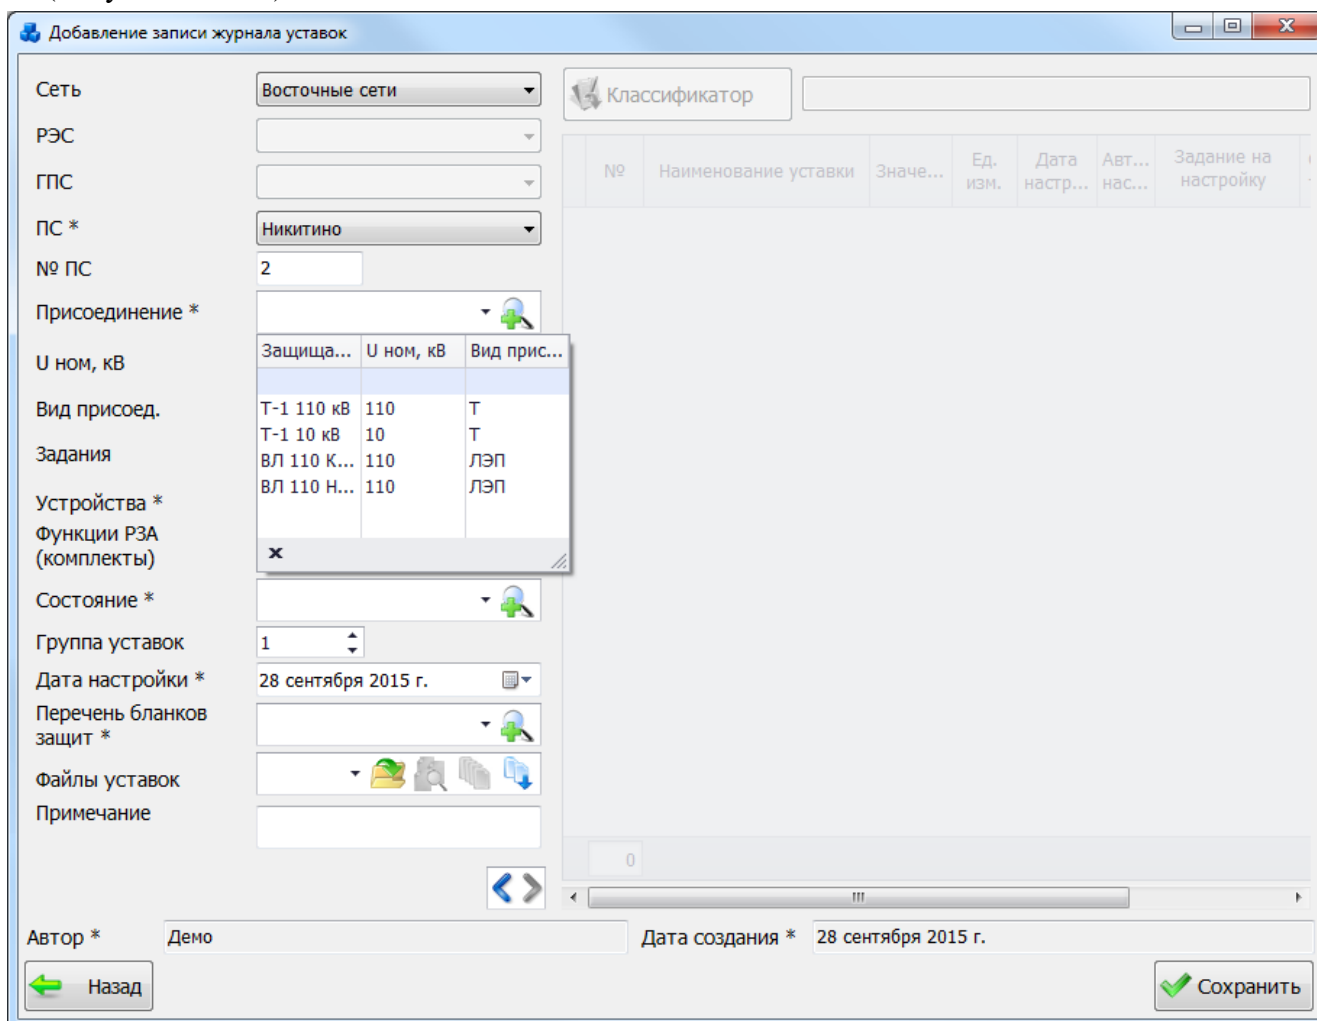 Добавление записи журнала уставок
Сеть
Восточные сети
Классификатор
РЭС
ГПС
№
Наименование уставки
Значе...
Ед. изм.
Дата настр...
Авт... нас...
Задание на настройку
ПС *
Никитино
№ ПС
2
Присоединение *
Защища... U ном, кВ Вид прис...
U ном, кВ
Вид присоед.
Т-1 110 кВ 110 Т
Т-1 10 кВ 10 Т
Задания
ВЛ 110 К... 110 ЛЭП
ВЛ 110 Н... 110 ЛЭП
Устройства *
Функции РЗА
(комплекты)
x
Состояние *
Группа уставок
1
Дата настройки *
28 сентября 2015 г.
Перечень бланков
защит *
Файлы уставок
Примечание
0
Автор *
Демо
Дата создания *
28 сентября 2015 г.
Назад
Сохранить